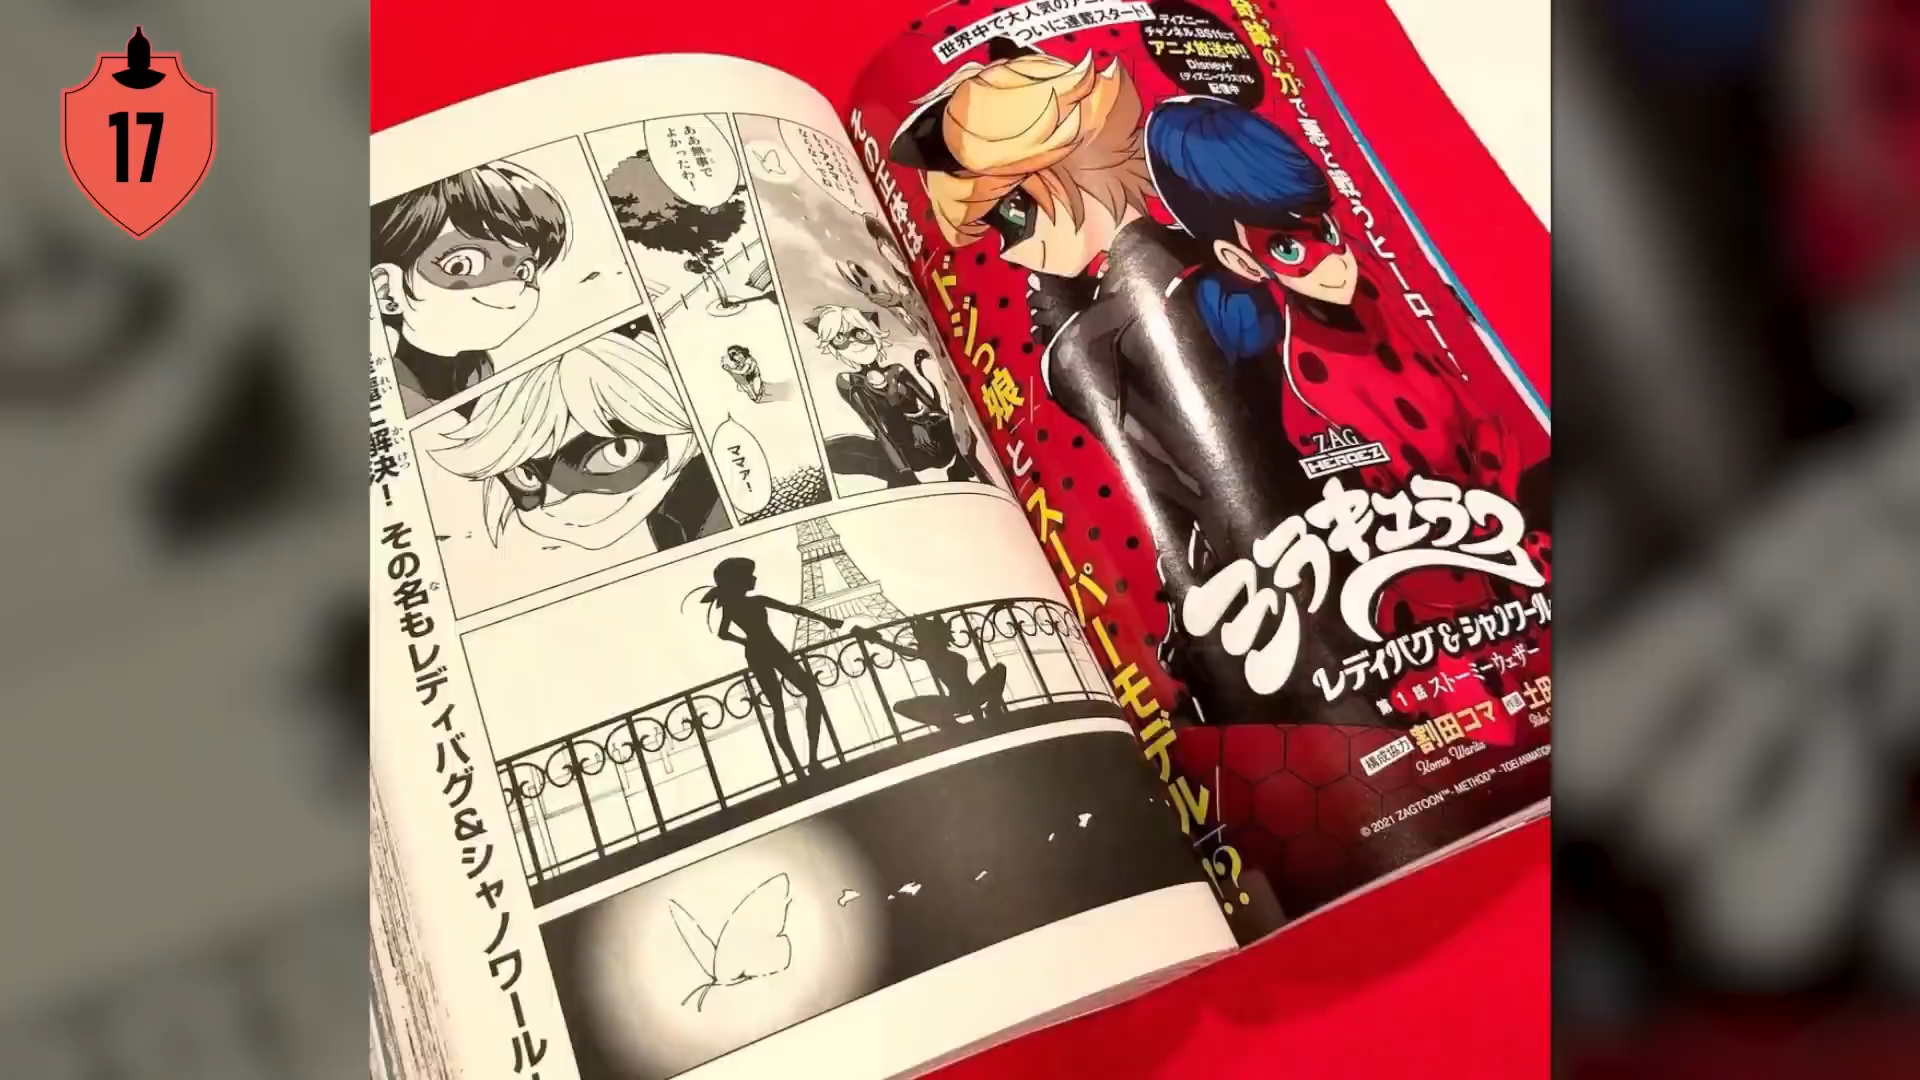 17
世界中で大人気のアニメ
ついに連載スタート!
ディズニー・
チャンネル、BS11にて
アニメ放送中!!
Disney+
(ディズニープラス)でも
配信中
奇跡の力で悪と闘うヒーロー!!
その正体は
ドジっ娘とスーパーモデル!?
ZAG
HEROEZ
ミラキュラス
レディバグ&シャノワール
第1話 ストーミーウェザー
構成協力 割田コマ
Koma Warita
作画 土田
© 2021 ZAGTOON™- METHOD™ -TOEI ANIMATION
ああ無事で
よかったわ!
ママァ!
解決! その名もレディバグ&シャノワール!